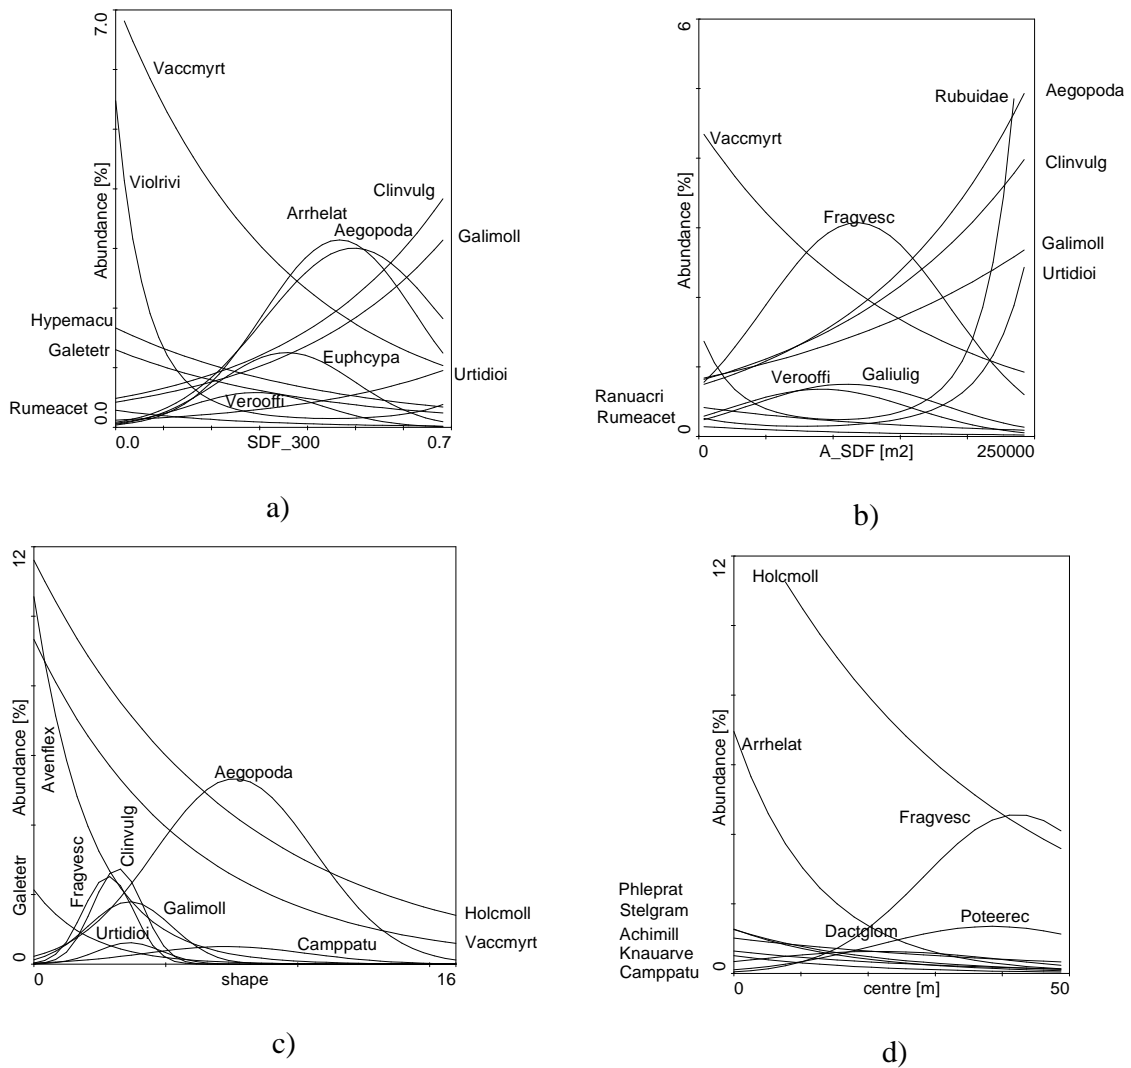 7.0
Vaccmyrt
Violrivi
Clinvulg
Arrhelat
Aegopoda
Galimoll
Hypemacu
Galetetr
Euphcypa
Urtidioi
Rumeacet
Verooffi
Abundance [%]
0.0
0.0
SDF_300
0.7
a)
6
Rubuidae
Aegopoda
Vaccmyrt
Clinvulg
Fragvesc
Galimoll
Urtidioi
Verooffi
Galiulig
Ranuacri
Rumeacet
Abundance [%]
0
0
A_SDF [m2]
250000
b)
12
Abundance [%]
Avenflex
Aegopoda
Clinvulg
Fragvesc
Galetetr
Galimoll
Urtidioi
Camppatu
Holcmoll
Vaccmyrt
0
0
shape
16
c)
12
Holcmoll
Arrhelat
Abundance [%]
Fragvesc
Phleprat
Stelgram
Achimill
Knauarve
Camppatu
Dactglom
Poteerec
0
0
centre [m]
50
d)